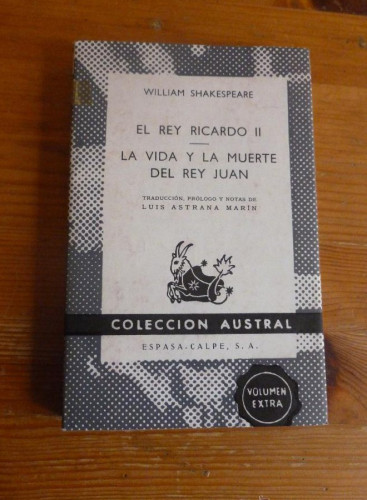 WILLIAM SHAKESPEARE
EL REY RICARDO II
LA VIDA Y LA MUERTE
DEL REY JUAN
TRADUCCIÓN, PRÓLOGO Y NOTAS DE
LUIS ASTRANA MARÍN
COLECCION AUSTRAL
ESPASA-CALPE, S. A.
VOLUMEN
EXTRA